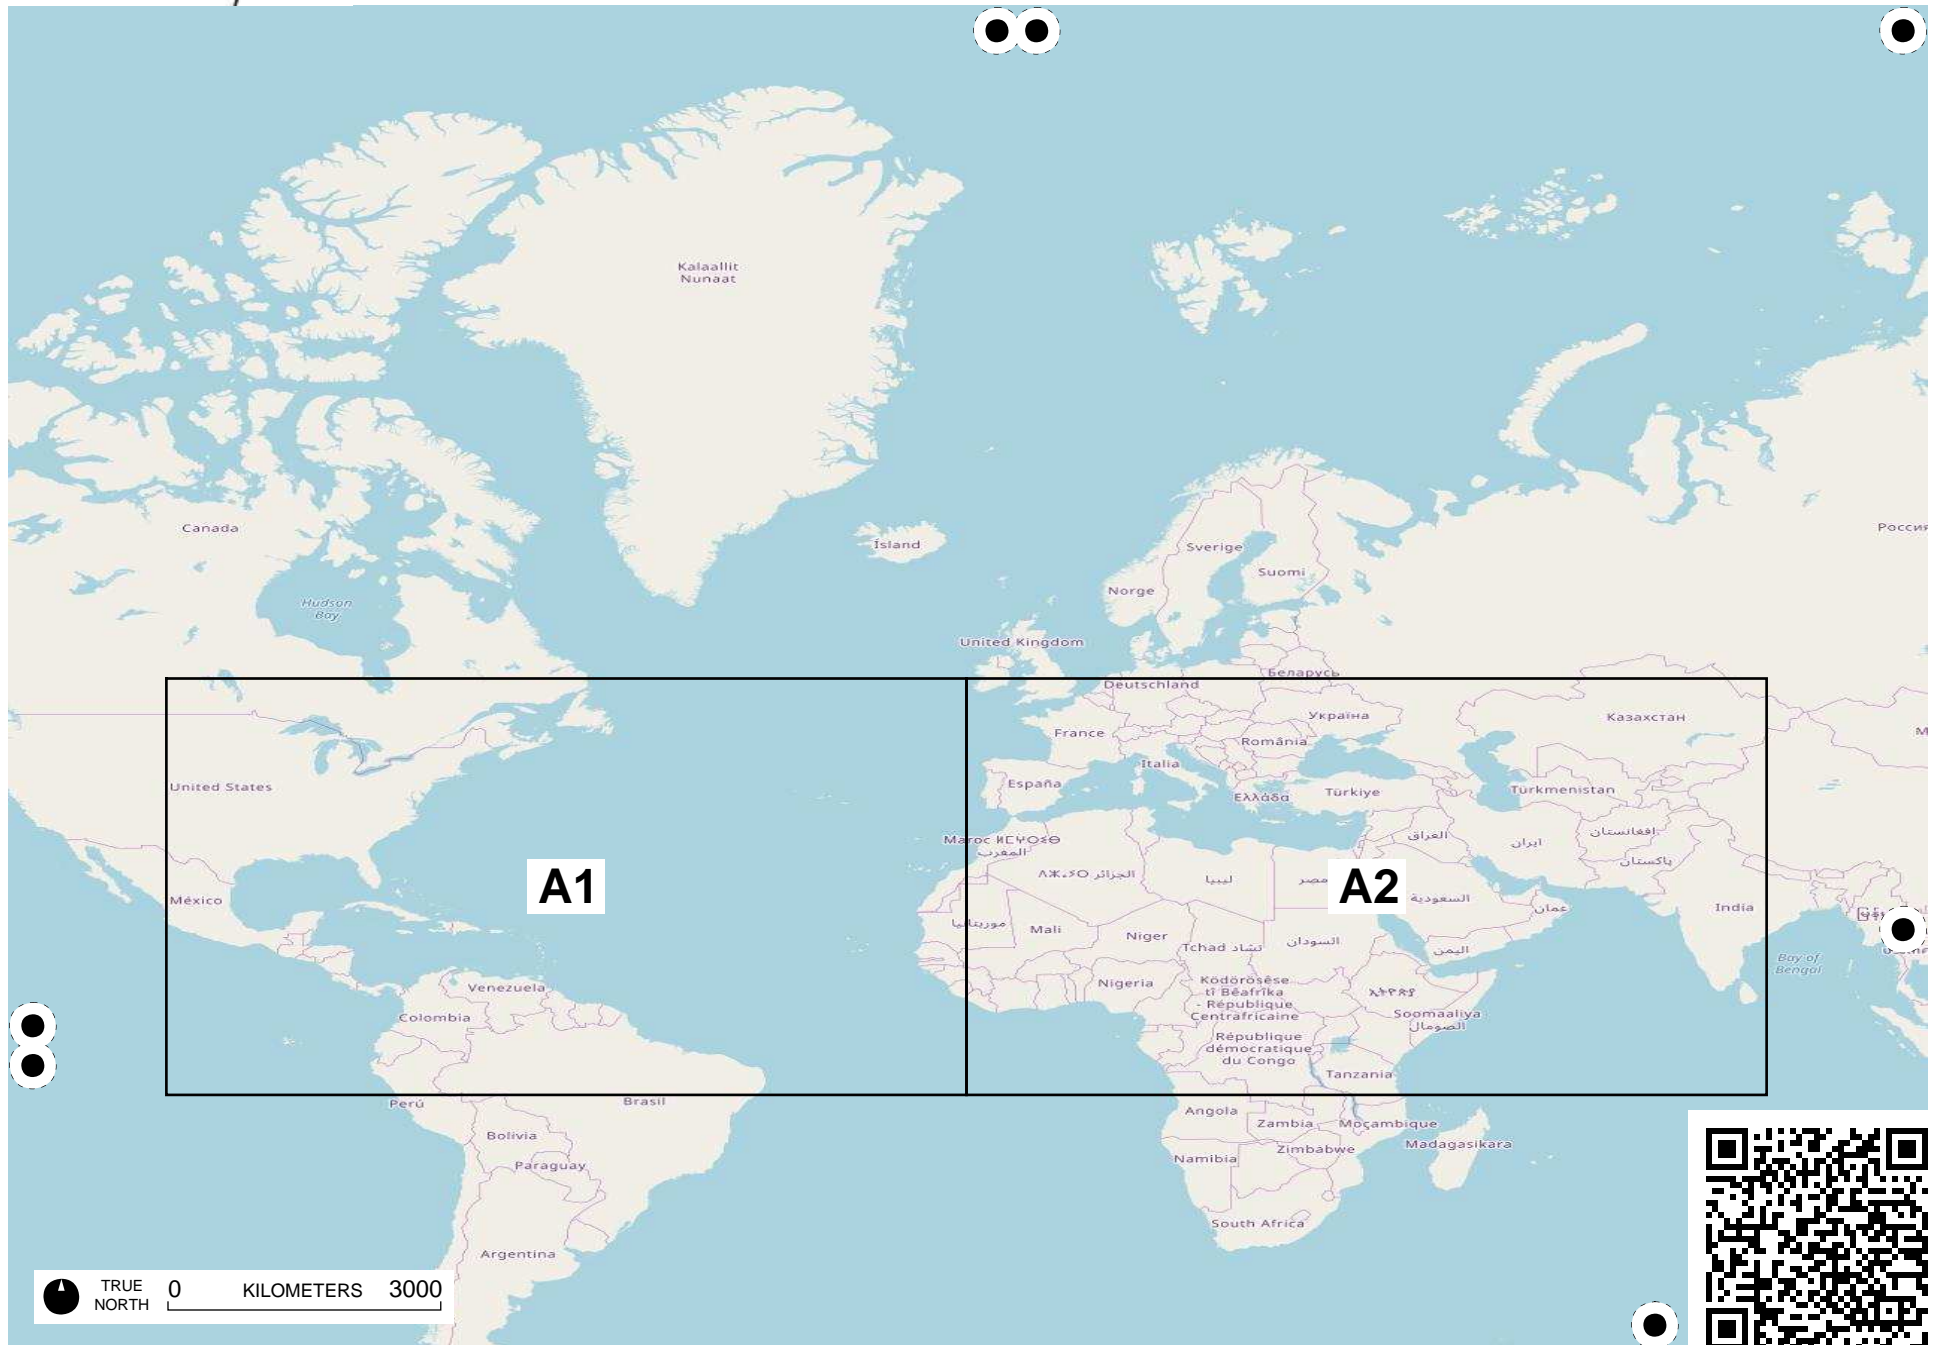 Kalaallit
Nunaat
Canada
Ísland
Россия
Sverige
Suomi
Norge
Hudson
Bay
United Kingdom
Беларусь
Deutschland
Україна
Казахстан
France
România
Italia
United States
España
Ελλάδα
Türkiye
Türkmenistan
Maroc ⵍⵎⵖⵔⵉⴱ
المغرب
العراق
ايران
افغانستان
پاکستان
الجزائر
ليبيا
مصر
A1
A2
السعودية
México
عمان
India
موريتانيا
Mali
Niger
Tchad تشاد
السودان
اليمن
Bay of
Bengal
Venezuela
Nigeria
Ködörösêse
tî Bêafrîka
- République
Centrafricaine
ኢትዮጵያ
Colombia
Soomaaliya
الصومال
République
démocratique
du Congo
Tanzania
Perú
Brasil
Angola
Zambia
Moçambique
Bolivia
Madagasikara
Zimbabwe
Paraguay
Namibia
South Africa
Argentina
TRUE
NORTH
0 KILOMETERS 3000